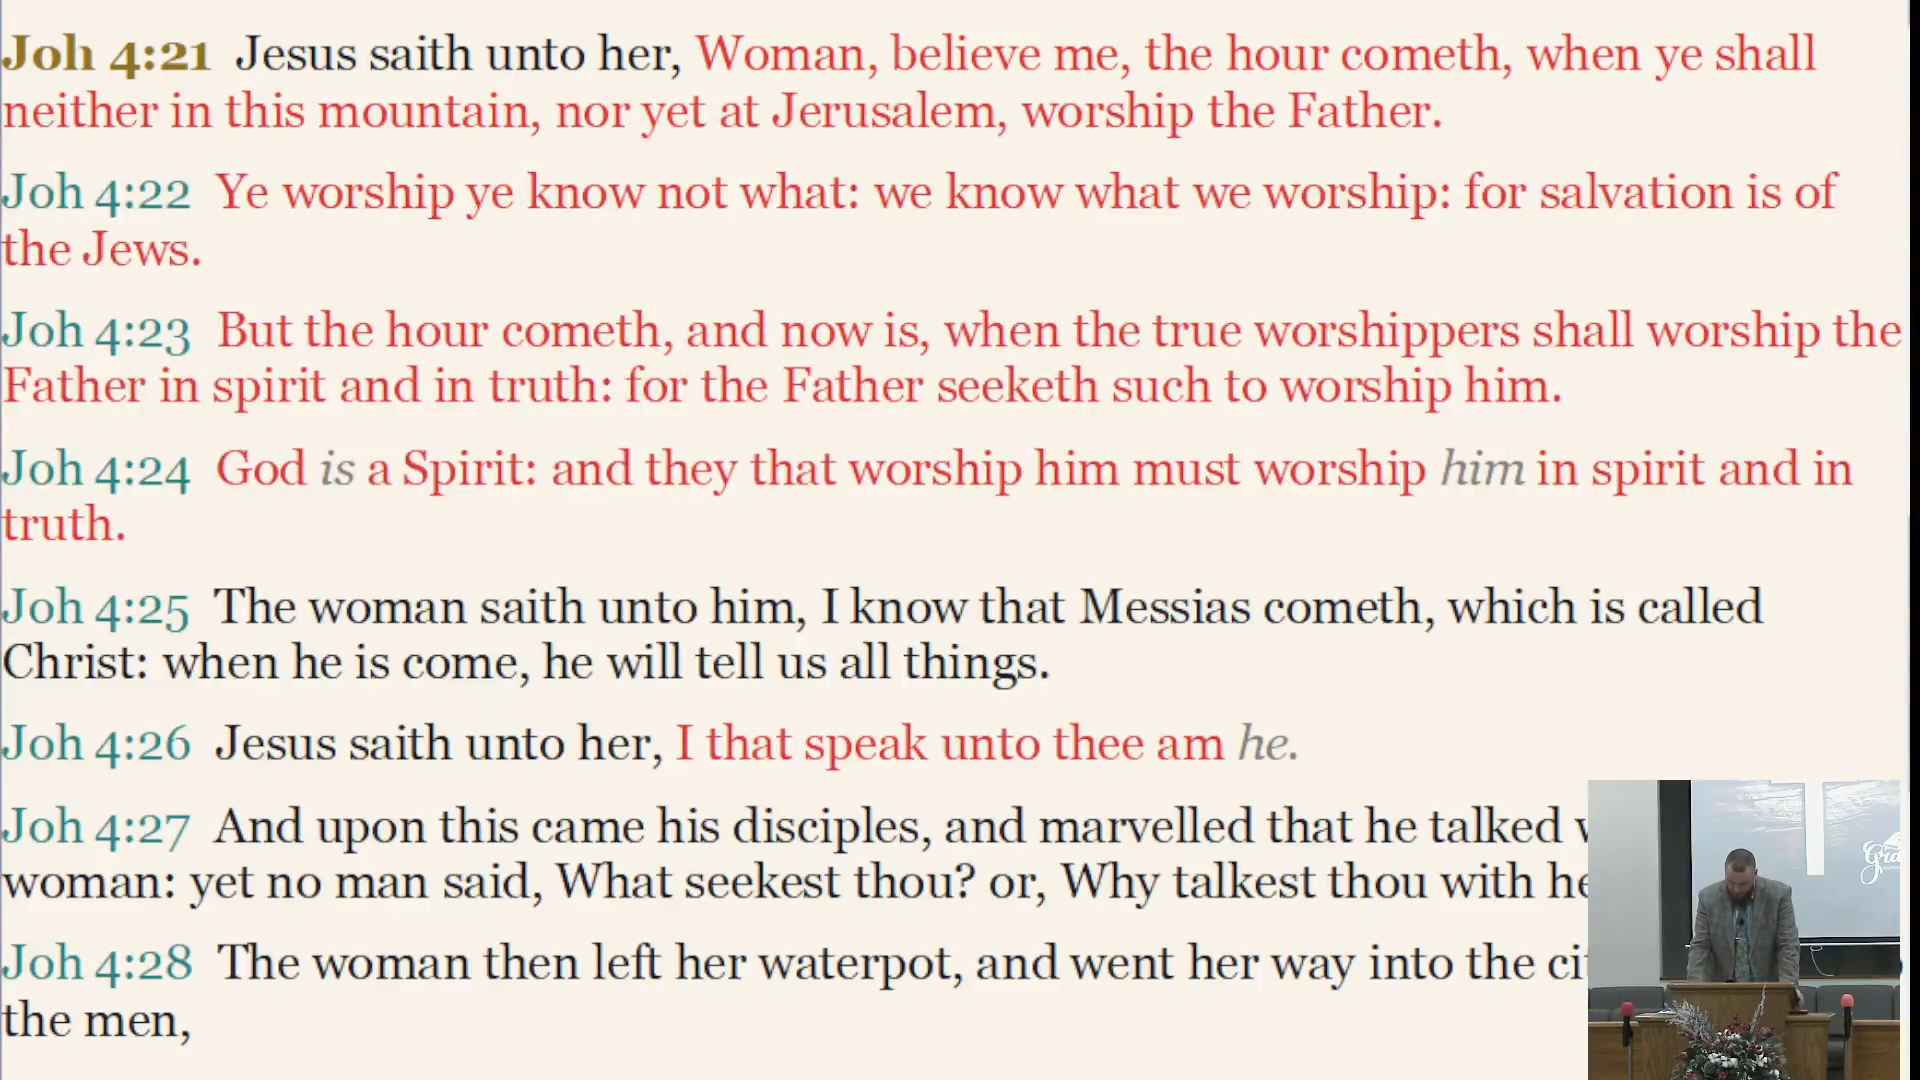 Joh 4:21 Jesus saith unto her, Woman, believe me, the hour cometh, when ye shall
neither in this mountain, nor yet at Jerusalem, worship the Father.
Joh 4:22 Ye worship ye know not what: we know what we worship: for salvation is of
the Jews.
Joh 4:23 But the hour cometh, and now is, when the true worshippers shall worship the
Father in spirit and in truth: for the Father seeketh such to worship him.
Joh 4:24 God is a Spirit: and they that worship him must worship him in spirit and in
truth.
Joh 4:25 The woman saith unto him, I know that Messias cometh, which is called
Christ: when he is come, he will tell us all things.
Joh 4:26 Jesus saith unto her, I that speak unto thee am he.
Joh 4:27 And upon this came his disciples, and marvelled that he talked
woman: yet no man said, What seekest thou? or, Why talkest thou with
Joh 4:28 The woman then left her waterpot, and went her way into the
the men,